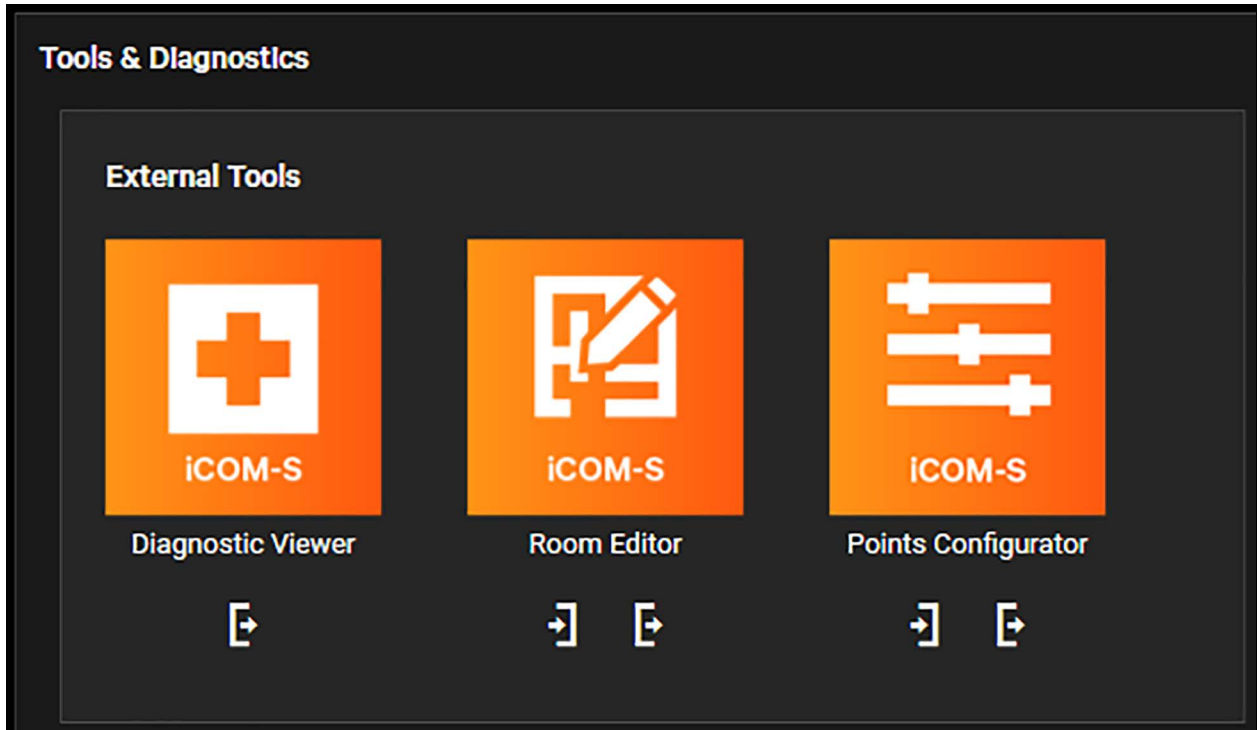 Tools & Diagnostics
External Tools
iCOM-S iCOM-S iCOM-S
Diagnostic Viewer Room Editor Points Configurator